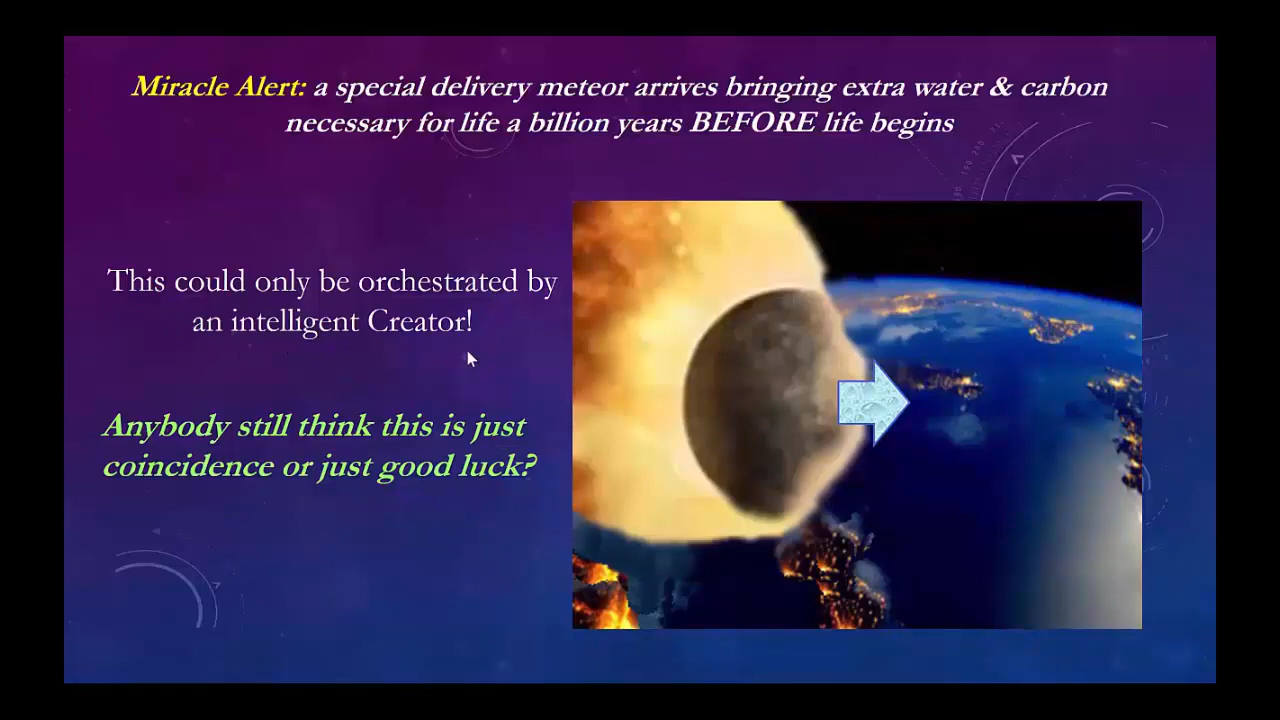 Miracle Alert: a special delivery meteor arrives bringing extra water & carbon
necessary for life a billion years BEFORE life begins
This could only be orchestrated by
an intelligent Creator!
Anybody still think this is just
coincidence or just good luck?